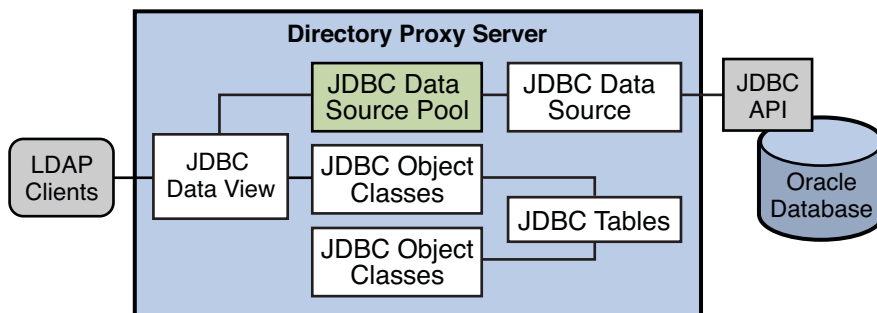 Directory Proxy Server
JDBC Data
Source Pool
JDBC Data
Source
JDBC
API
LDAP
Clients
JDBC
Data View
JDBC Object
Classes
JDBC Tables
Oracle
Database
JDBC Object
Classes